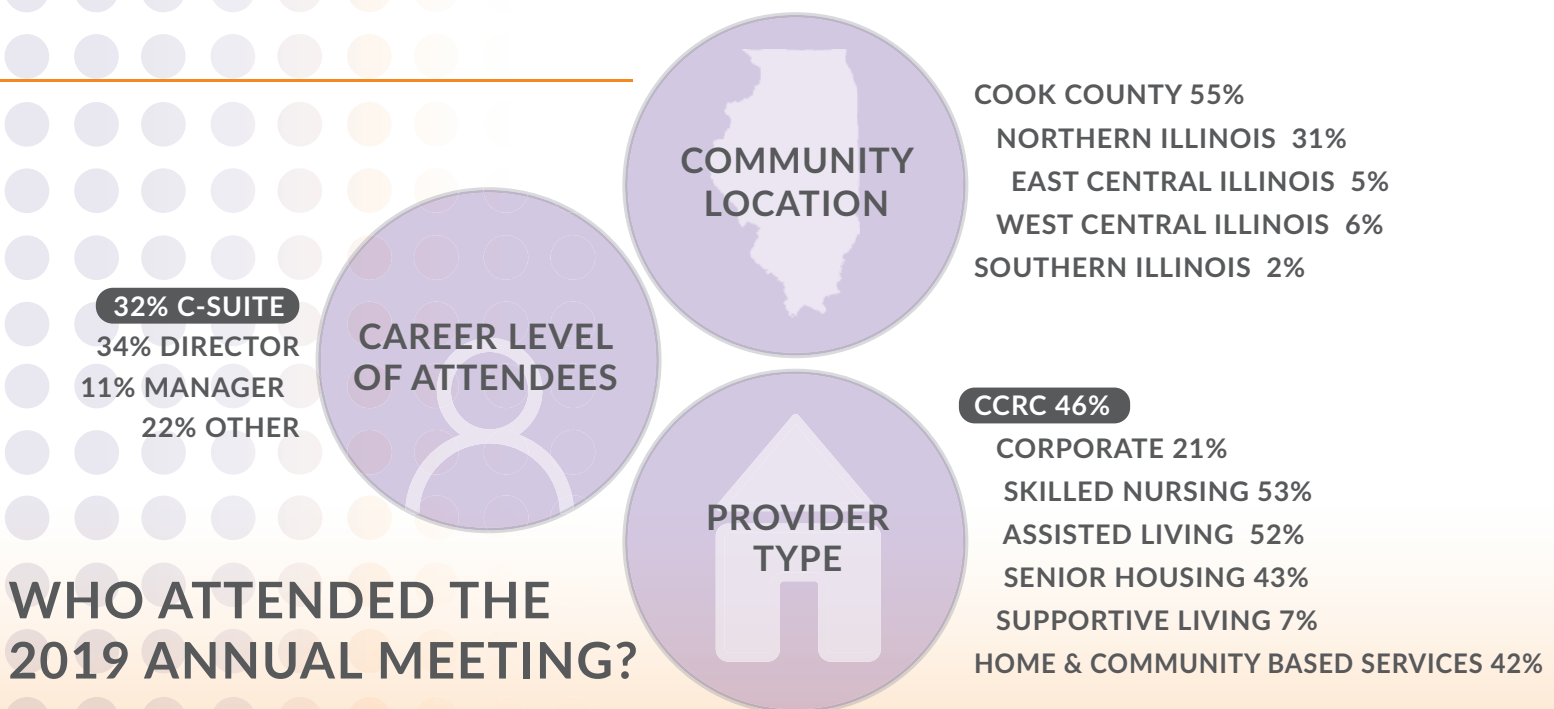 COMMUNITY
LOCATION
COOK COUNTY 55%
NORTHERN ILLINOIS 31%
EAST CENTRAL ILLINOIS 5%
WEST CENTRAL ILLINOIS 6%
SOUTHERN ILLINOIS 2%
32% C-SUITE
34% DIRECTOR
11% MANAGER
22% OTHER
CAREER LEVEL
OF ATTENDEES
PROVIDER
TYPE
CCRC 46%
CORPORATE 21%
SKILLED NURSING 53%
ASSISTED LIVING 52%
SENIOR HOUSING 43%
SUPPORTIVE LIVING 7%
HOME & COMMUNITY BASED SERVICES 42%
WHO ATTENDED THE
2019 ANNUAL MEETING?